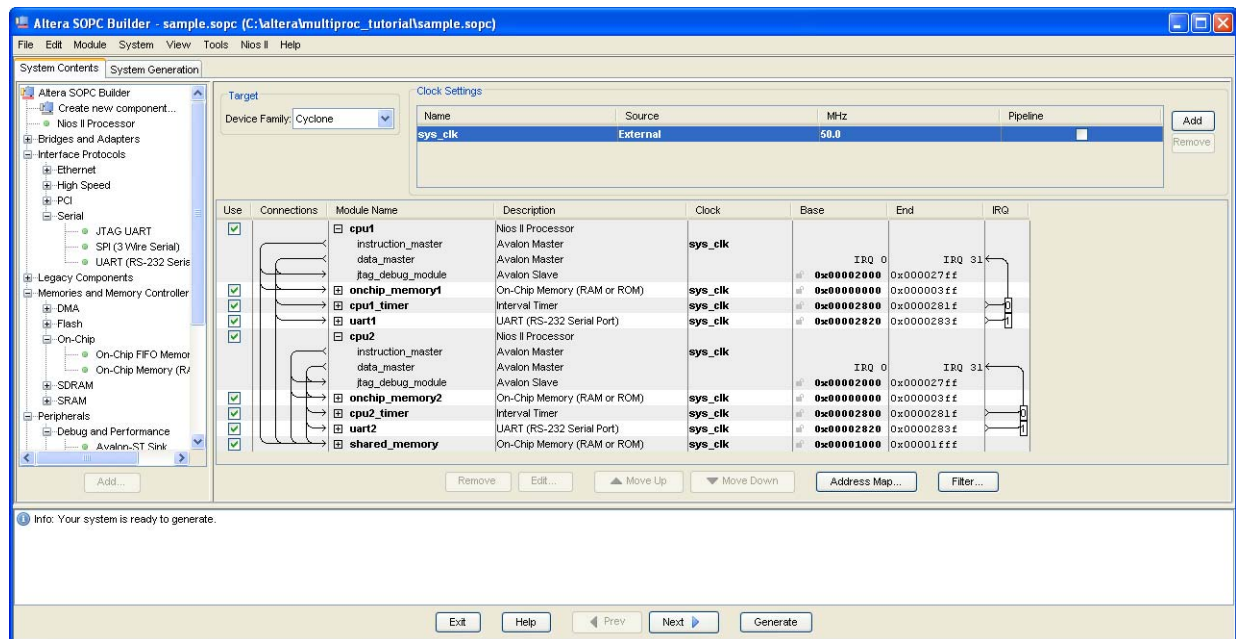 Altera SOPC Builder - sample.sopc (C:\altera\multiproc_tutorial\sample.sopc)
File Edit Module System View Tools Nios II Help
System Contents System Generation
Altera SOPC Builder
Create new component...
Nios II Processor
Bridges and Adapters
Interface Protocols
Ethernet
High Speed
PCI
Serial
JTAG UART
SPI (3 Wire Serial)
UART (RS-232 Serie
Legacy Components
Memories and Memory Controller
DMA
Flash
On-Chip
On-Chip FIFO Memor
On-Chip Memory (RA
SDRAM
SRAM
Peripherals
Debug and Performance
Avalon-ST Sink
Add...
Target
Device Family: Cyclone
Clock Settings
Name Source MHz Pipeline
sys_clk External 50.0
Add
Remove
Use Connections Module Name Description Clock Base End IRQ
cpu1 Nios II Processor
instruction_master Avalon Master sys_clk
data_master Avalon Master IRQ 0 IRQ 31
jtag_debug_module Avalon Slave 0x00002000 0x000027ff
onchip_memory1 On-Chip Memory (RAM or ROM) sys_clk 0x00000000 0x000003ff
cpu1_timer Interval Timer sys_clk 0x00002800 0x0000281f 0
uart1 UART (RS-232 Serial Port) sys_clk 0x00002820 0x0000283f 1
cpu2 Nios II Processor
instruction_master Avalon Master sys_clk
data_master Avalon Master IRQ 0 IRQ 31
jtag_debug_module Avalon Slave 0x00002000 0x000027ff
onchip_memory2 On-Chip Memory (RAM or ROM) sys_clk 0x00000000 0x000003ff
cpu2_timer Interval Timer sys_clk 0x00002800 0x0000281f 0
uart2 UART (RS-232 Serial Port) sys_clk 0x00002820 0x0000283f 1
shared_memory On-Chip Memory (RAM or ROM) sys_clk 0x00001000 0x00001fff
Remove Edit... Move Up Move Down Address Map... Filter...
Info: Your system is ready to generate.
Exit Help Prev Next Generate